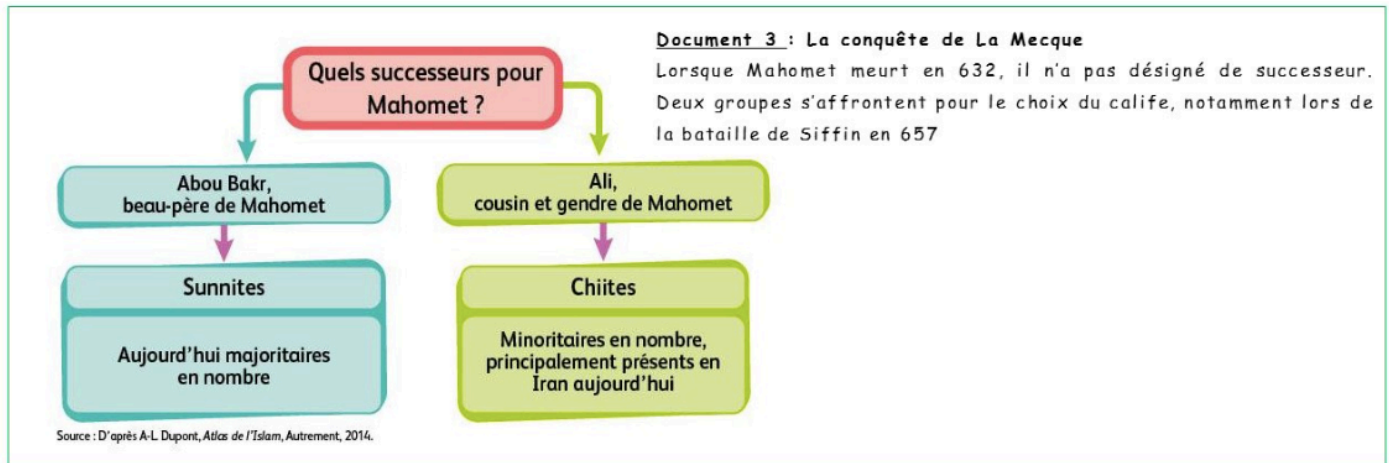 Quels successeurs pour
Mahomet ?
Abou Bakr,
beau-père de Mahomet
Ali,
cousin et gendre de Mahomet
Sunnites
Aujourd'hui majoritaires
en nombre
Chiites
Minoritaires en nombre,
principalement présents en
Iran aujourd'hui
Source : D'après A-L Dupont, Atlas de l'Islam, Autrement, 2014.
Document 3 : La conquête de La Mecque
Lorsque Mahomet meurt en 632, il n'a pas désigné de successeur.
Deux groupes s'affrontent pour le choix du calife, notamment lors de
la bataille de Siffin en 657